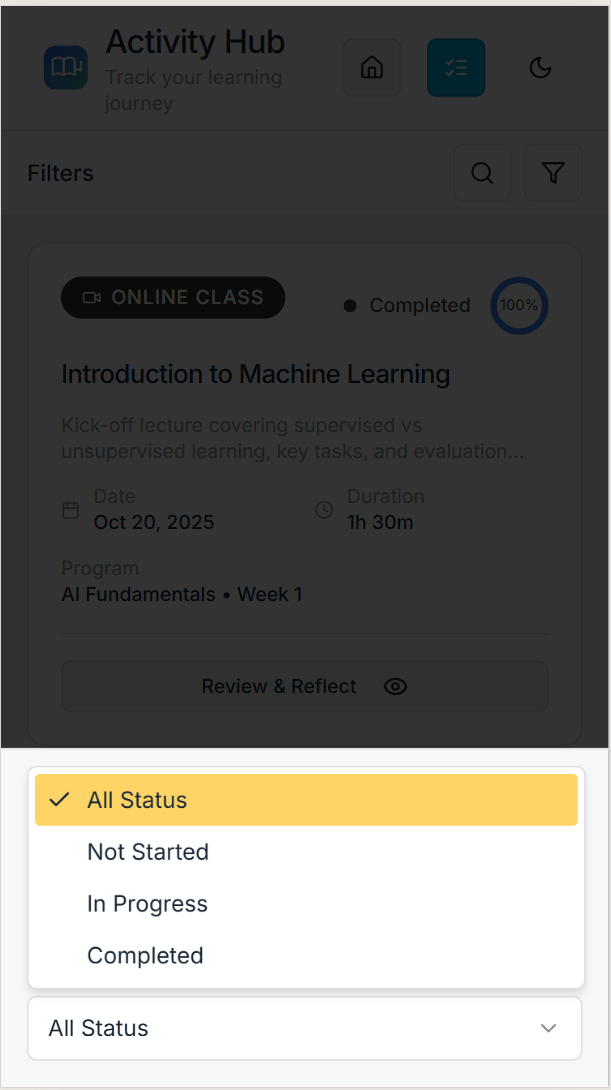 Activity Hub
Track your learning
journey
Filters
ONLINE CLASS
Completed
100%
Introduction to Machine Learning
Kick-off lecture covering supervised vs
unsupervised learning, key tasks, and evaluation...
Date
Oct 20, 2025
Duration
1h 30m
Program
AI Fundamentals • Week 1
Review & Reflect
All Status
Not Started
In Progress
Completed
All Status